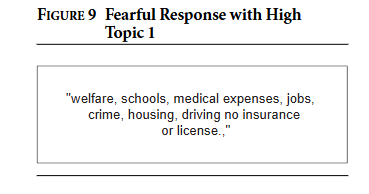 FIGURE 9 Fearful Response with High
Topic 1
"welfare, schools, medical expenses, jobs,
crime, housing, driving no insurance
or license.,"